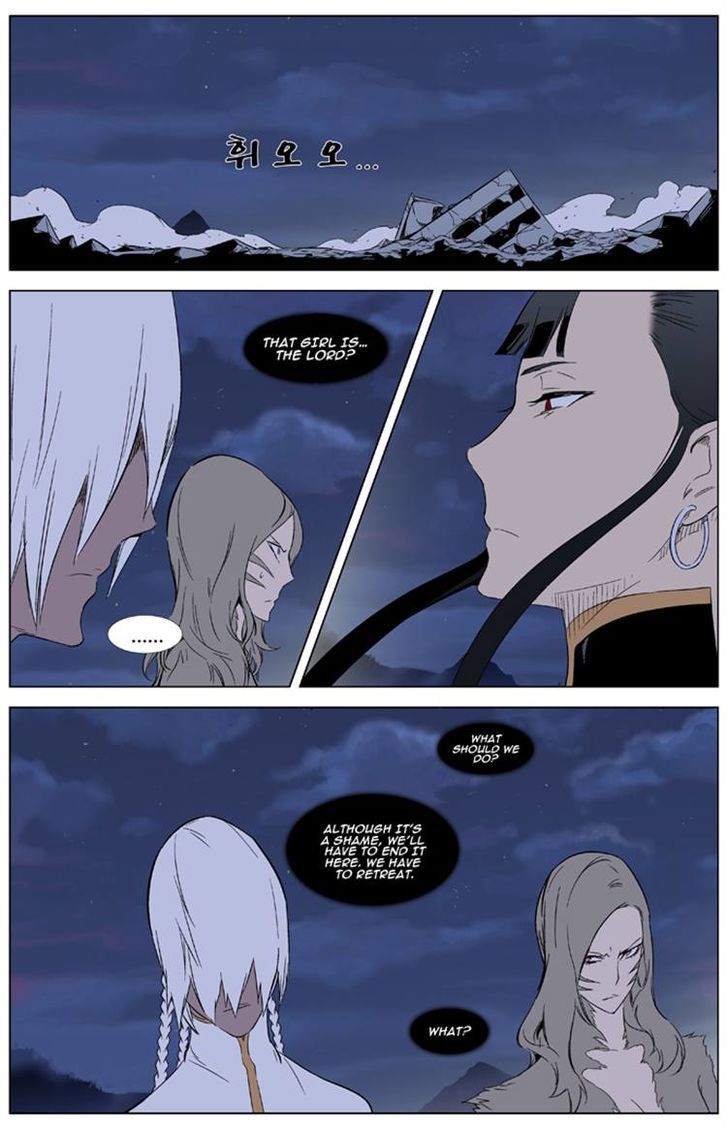 휘오오...
THAT GIRL IS...
THE LORD?
......
WHAT
SHOULD WE
DO?
ALTHOUGH IT'S
A SHAME, WE'LL
HAVE TO END IT
HERE. WE HAVE
TO RETREAT.
WHAT?